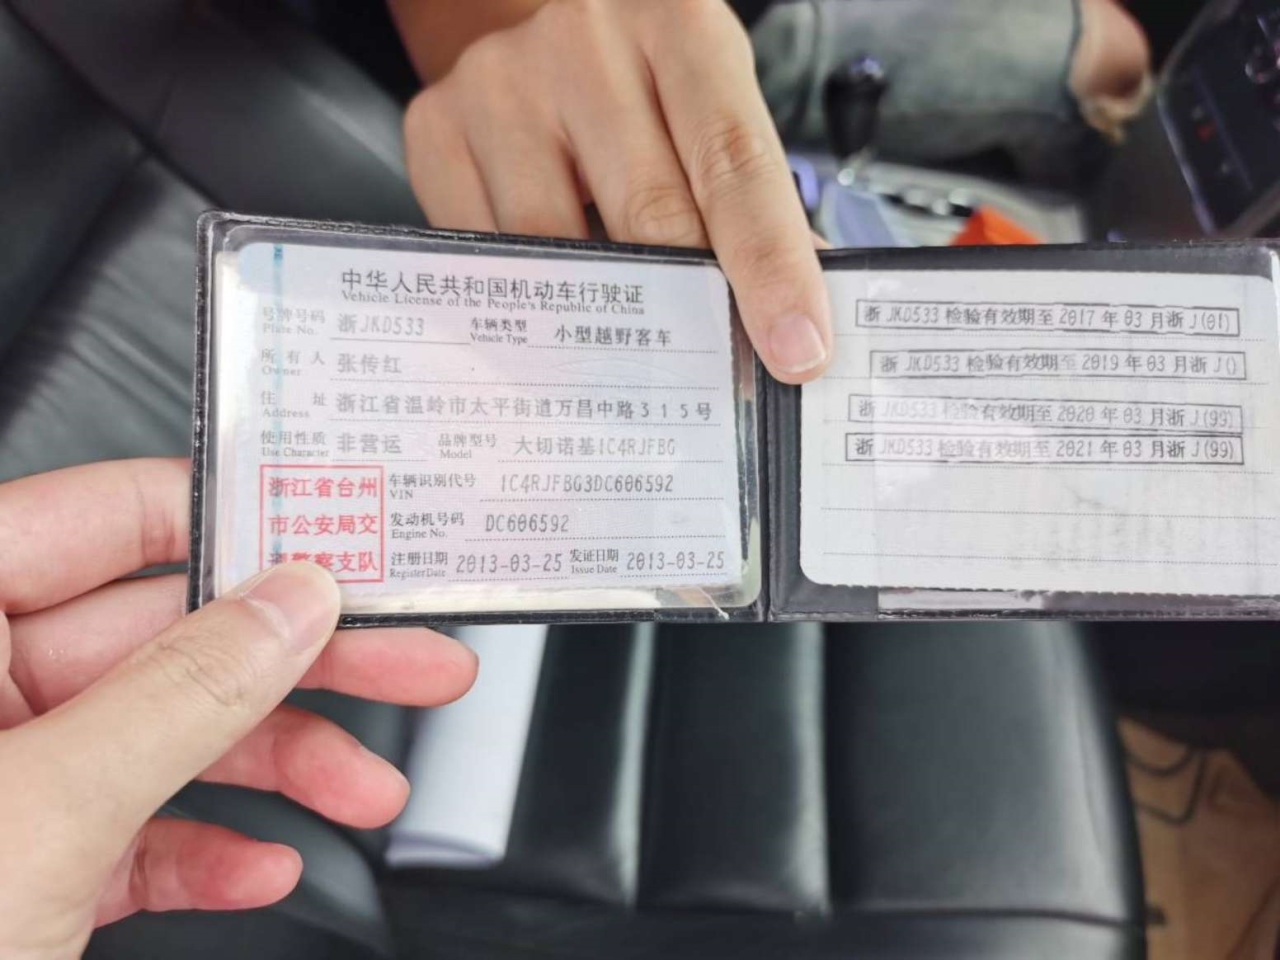 中华人民共和国机动车行驶证
Vehicle License of the People's Republic of China
号牌号码 浙JKD533 车辆类型 小型越野客车
Plate No. Vehicle Type
所有人 张传红
Owner
住址 浙江省温岭市太平街道万昌中路315号
Address
使用性质 非营运 品牌型号 大切诺基1C4RJFBG
Use Character Model
浙江省台州
市公安局交
警察支队
车辆识别代号 1C4RJFBG3DC606592
VIN
发动机号码 DC606592
Engine No.
注册日期 2013-03-25 发证日期 2013-03-25
Register Date Issue Date
浙JKD533检验有效期至2017年03月浙J(01)
浙JKD533检验有效期至2019年03月浙J()
浙JKD533检验有效期至2020年03月浙J(99)
浙JKD533检验有效期至2021年03月浙J(99)